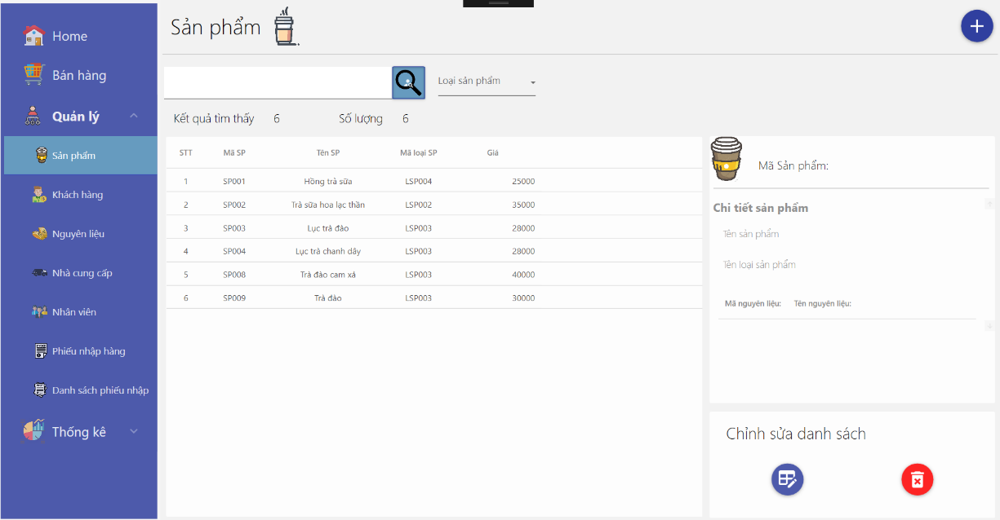 Home
Bán hàng
Quản lý
Sản phẩm
Khách hàng
Nguyên liệu
Nhà cung cấp
Nhân viên
Phiếu nhập hàng
Danh sách phiếu nhập
Thống kê
Sản phẩm
Loại sản phẩm
Kết quả tìm thấy 6 Số lượng 6
STT Mã SP Tên SP Mã loại SP Giá
1 SP001 Hồng trà sữa LSP004 25000
2 SP002 Trà sữa hoa lạc thần LSP002 35000
3 SP003 Lục trà đào LSP003 28000
4 SP004 Lục trà chanh dây LSP003 28000
5 SP008 Trà đào cam xả LSP003 40000
6 SP009 Trà đào LSP003 30000
Mã Sản phẩm:
Chi tiết sản phẩm
Tên sản phẩm
Tên loại sản phẩm
Mã nguyên liệu: Tên nguyên liệu:
Chỉnh sửa danh sách